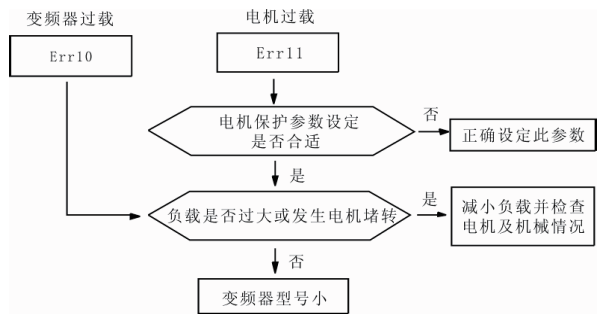 变频器过载
电机过载
Err10
Err11
电机保护参数设定
是否合适
否
正确设定此参数
是
负载是否过大或发生电机堵转
是
减小负载并检查
电机及机械情况
否
变频器型号小